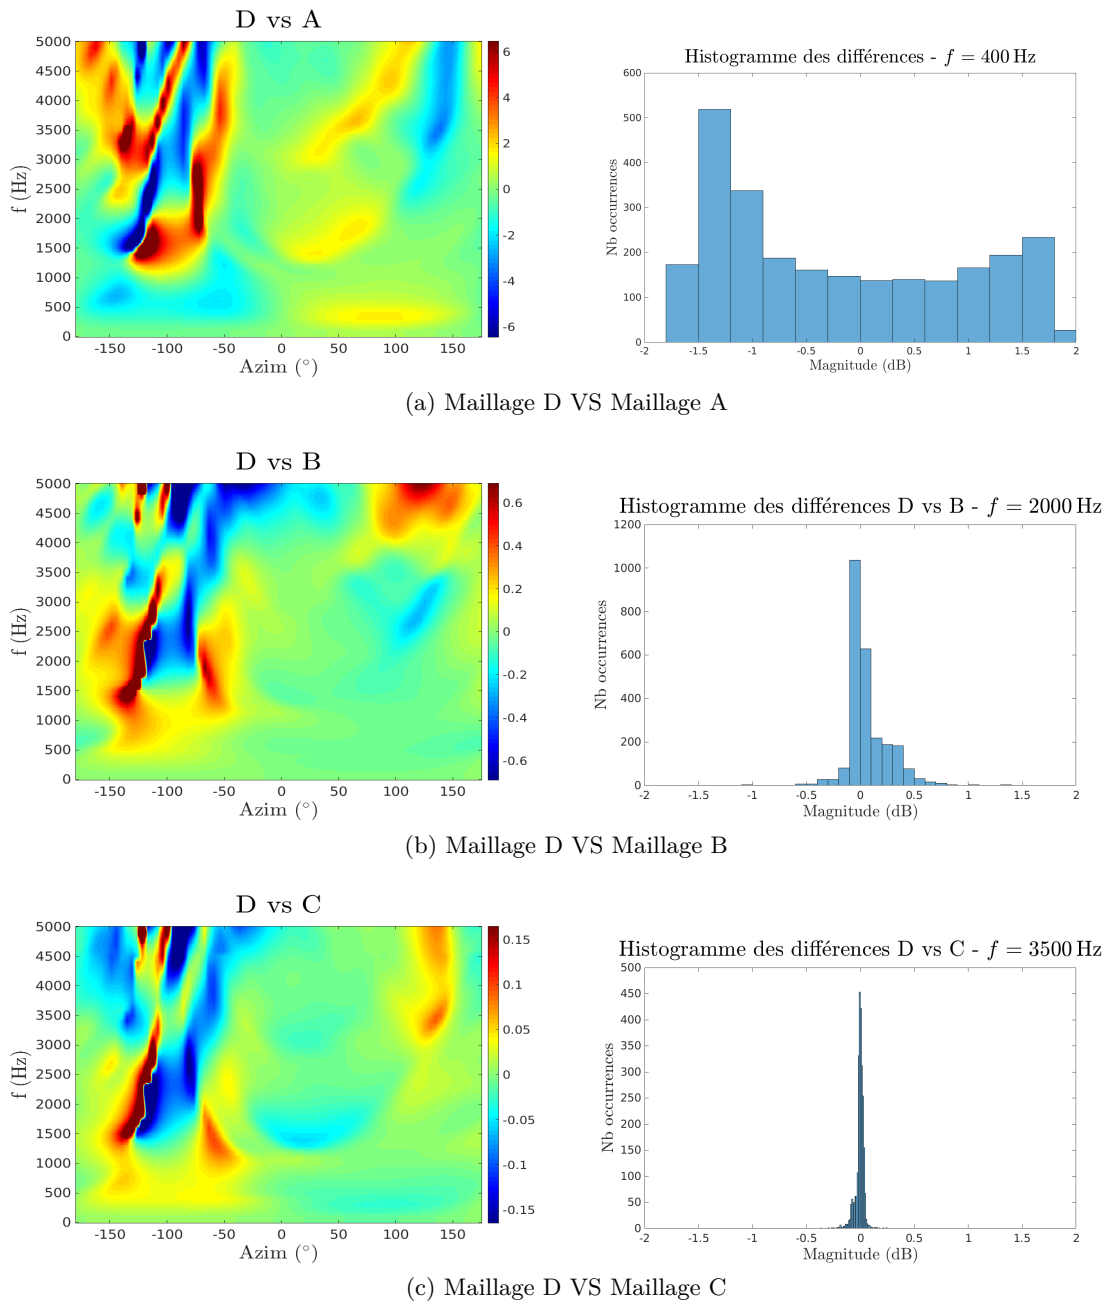 D vs A
5000
4500
4000
3500
3000
2500
2000
1500
1000
500
0
f (Hz)
-150 -100 -50 0 50 100 150
Azim (°)
6
4
2
0
-2
-4
-6
Histogramme des différences - f = 400 Hz
600
500
400
300
200
100
0
Nb occurrences
-2 -1.5 -1 -0.5 0 0.5 1 1.5 2
Magnitude (dB)
(a) Maillage D VS Maillage A
D vs B
5000
4500
4000
3500
3000
2500
2000
1500
1000
500
0
f (Hz)
-150 -100 -50 0 50 100 150
Azim (°)
0.6
0.4
0.2
0
-0.2
-0.4
-0.6
Histogramme des différences D vs B - f = 2000 Hz
1200
1000
800
600
400
200
0
Nb occurrences
-2 -1.5 -1 -0.5 0 0.5 1 1.5 2
Magnitude (dB)
(b) Maillage D VS Maillage B
D vs C
5000
4500
4000
3500
3000
2500
2000
1500
1000
500
0
f (Hz)
-150 -100 -50 0 50 100 150
Azim (°)
0.15
0.1
0.05
0
-0.05
-0.1
-0.15
Histogramme des différences D vs C - f = 3500 Hz
500
450
400
350
300
250
200
150
100
50
0
Nb occurrences
-2 -1.5 -1 -0.5 0 0.5 1 1.5 2
Magnitude (dB)
(c) Maillage D VS Maillage C